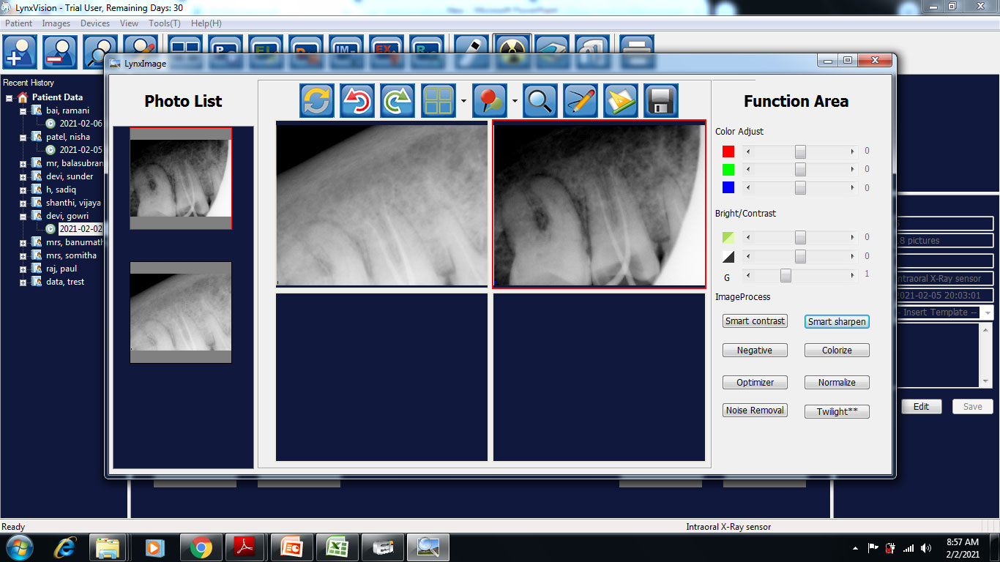 LynxVision - Trial User, Remaining Days: 30
Patient Images Devices View Tools(T) Help(H)
LynxImage
Recent History
Patient Data
bai, ramani
2021-02-06
patel, nisha
2021-02-05
mr, balasubran
devi, sunder
h, sadiq
shanthi, vijaya
devi, gowri
2021-02-02
mrs, banumath
mrs, somitha
raj, paul
data, trest
Photo List
Function Area
Color Adjust
0
0
0
Bright/Contrast
0
0
G 1
ImageProcess
Smart contrast Smart sharpen
Negative Colorize
Optimizer Normalize
Noise Removal Twilight**
8 pictures
ntraoral X-Ray sensor
2021-02-05 20:03:01
- Insert Template --
Edit Save
Ready Intraoral X-Ray sensor
8:57 AM
2/2/2021